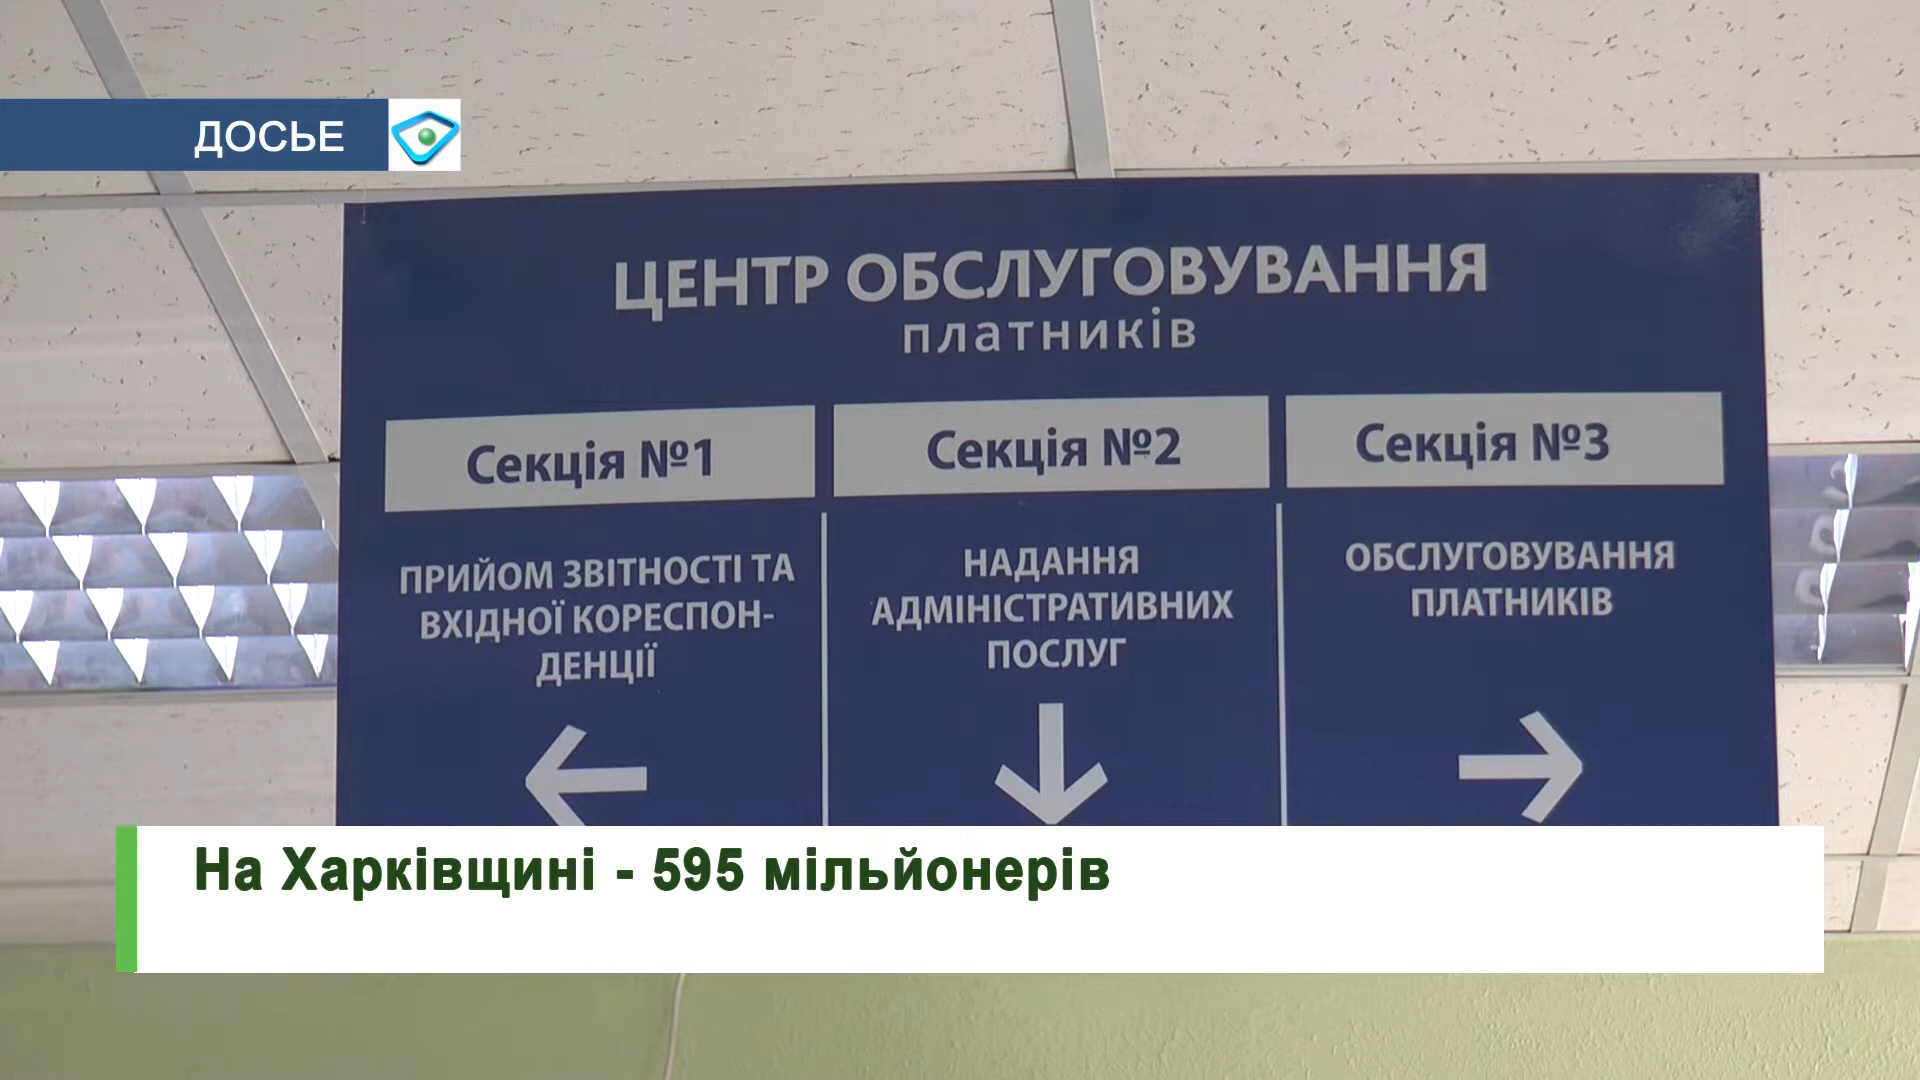 ДОСЬЕ
ЦЕНТР ОБСЛУГОВУВАННЯ
платників
Секція №1
ПРИЙОМ ЗВІТНОСТІ ТА
ВХІДНОЇ КОРЕСПОН-
ДЕНЦІЇ
Секція №2
НАДАННЯ
АДМІНІСТРАТИВНИХ
ПОСЛУГ
Секція №3
ОБСЛУГОВУВАННЯ
ПЛАТНИКІВ
На Харківщині - 595 мільйонерів